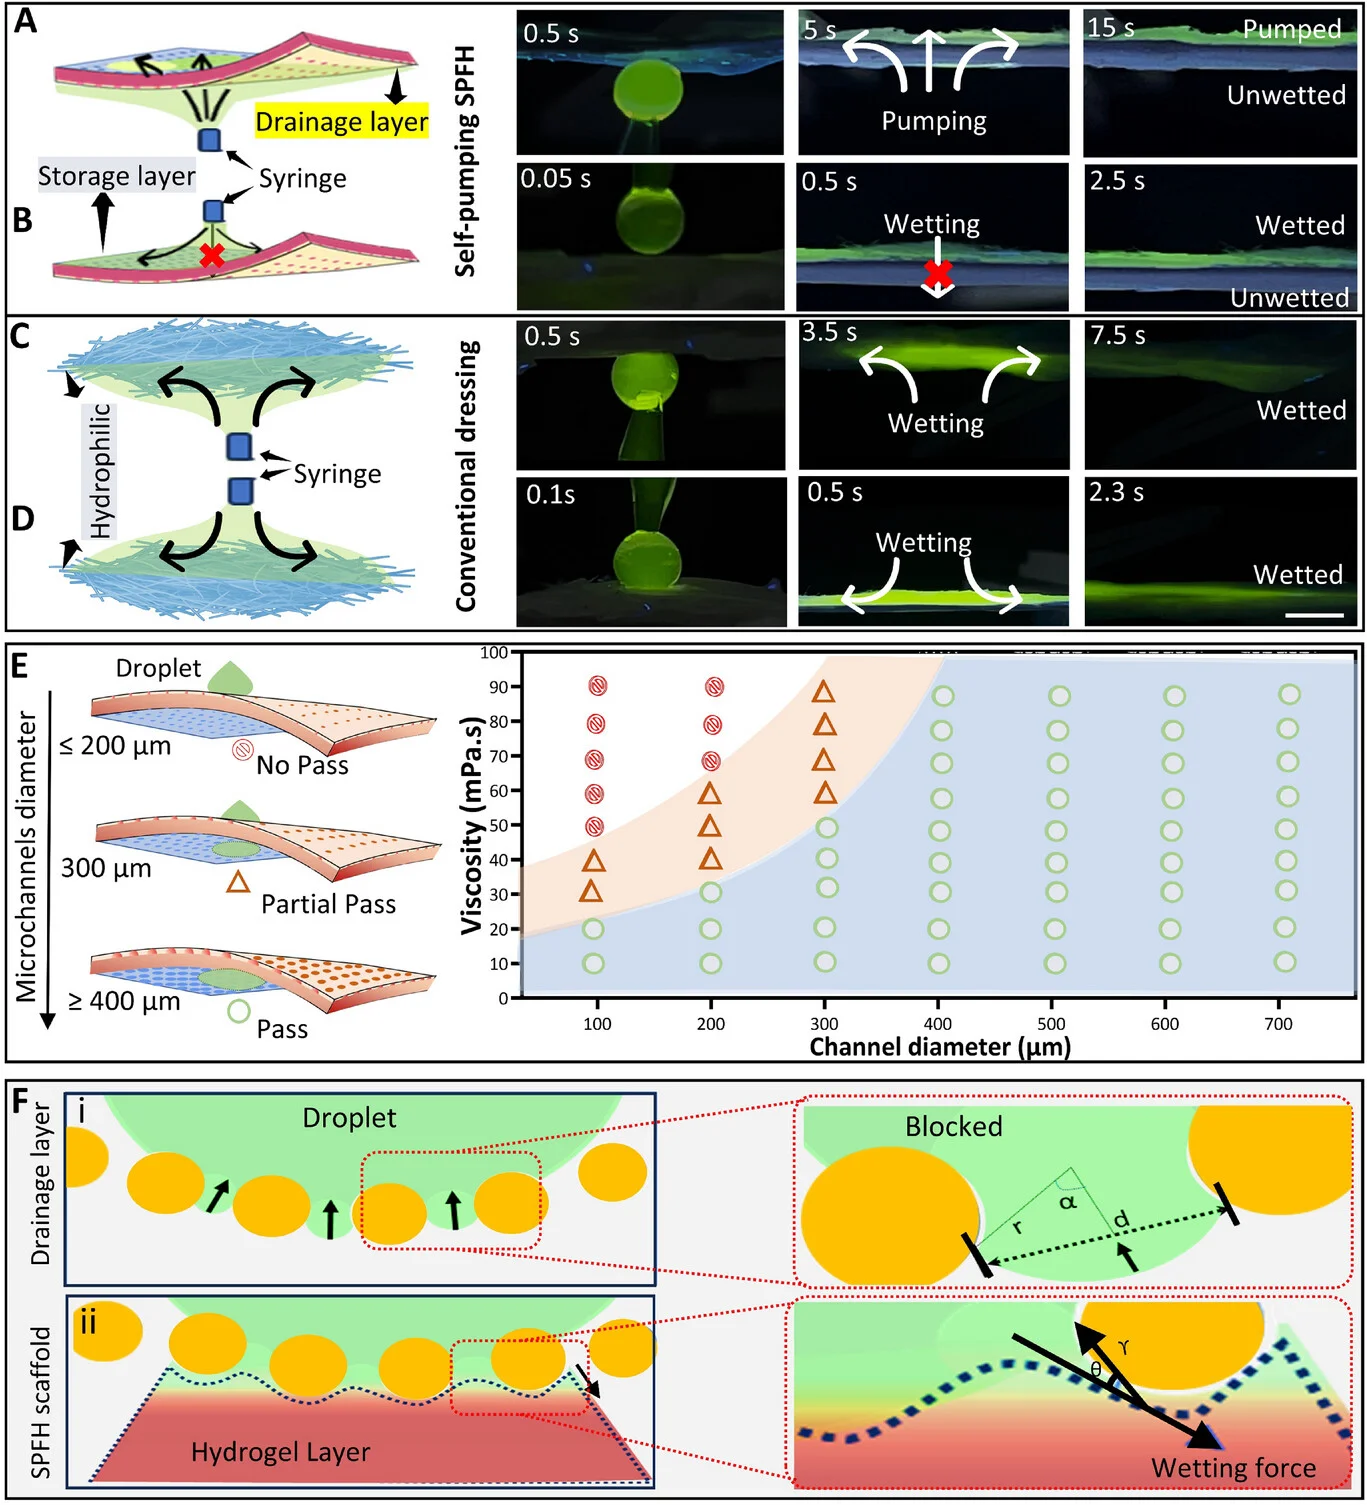 A
Drainage layer
Storage layer
Syringe
B
Self-pumping SPFH
0.5 s
5 s
Pumping
15 s
Pumped
Unwetted
0.05 s
0.5 s
Wetting
2.5 s
Wetted
Unwetted
C
Hydrophilic
Syringe
D
Conventional dressing
0.5 s
3.5 s
Wetting
7.5 s
Wetted
0.1s
0.5 s
Wetting
2.3 s
Wetted
E
Microchannels diameter
Droplet
≤ 200 µm
No Pass
300 µm
Partial Pass
≥ 400 µm
Pass
Viscosity (mPa.s)
100
90
80
70
60
50
40
30
20
10
0
100
200
300
400
500
600
700
Channel diameter (µm)
F
Drainage layer
i
Droplet
Blocked
r
α
d
SPFH scaffold
ii
Hydrogel Layer
γ
θ
Wetting force